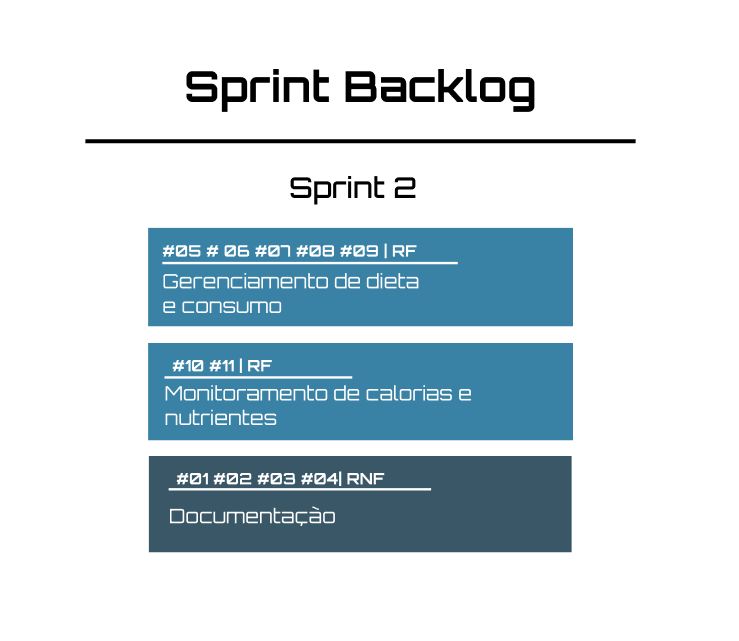 Sprint Backlog
Sprint 2
#05 # 06 #07 #08 #09 | RF
Gerenciamento de dieta
e consumo
#10 #11 | RF
Monitoramento de calorias e
nutrientes
#01 #02 #03 #04| RNF
Documentaçào